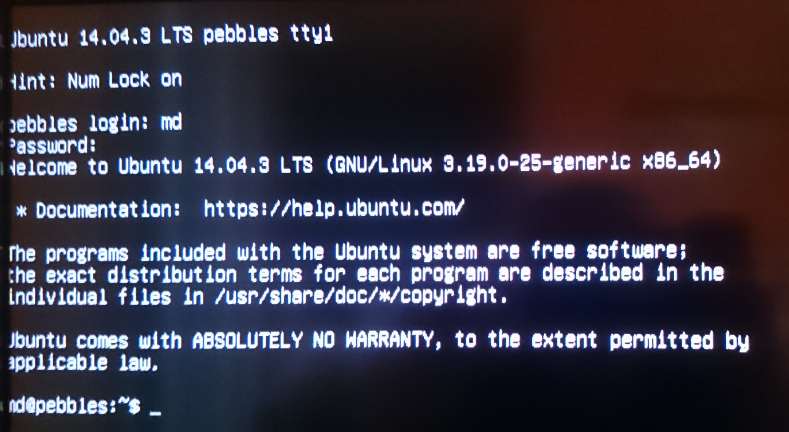 Ubuntu 14.04.3 LTS pebbles tty1
Hint: Num Lock on
pebbles login: md
Password:
Welcome to Ubuntu 14.04.3 LTS (GNU/Linux 3.19.0-25-generic x86_64)
* Documentation: https://help.ubuntu.com/
The programs included with the Ubuntu system are free software;
the exact distribution terms for each program are described in the
individual files in /usr/share/doc/*/copyright.
Ubuntu comes with ABSOLUTELY NO WARRANTY, to the extent permitted by
applicable law.
md@pebbles:~$ _